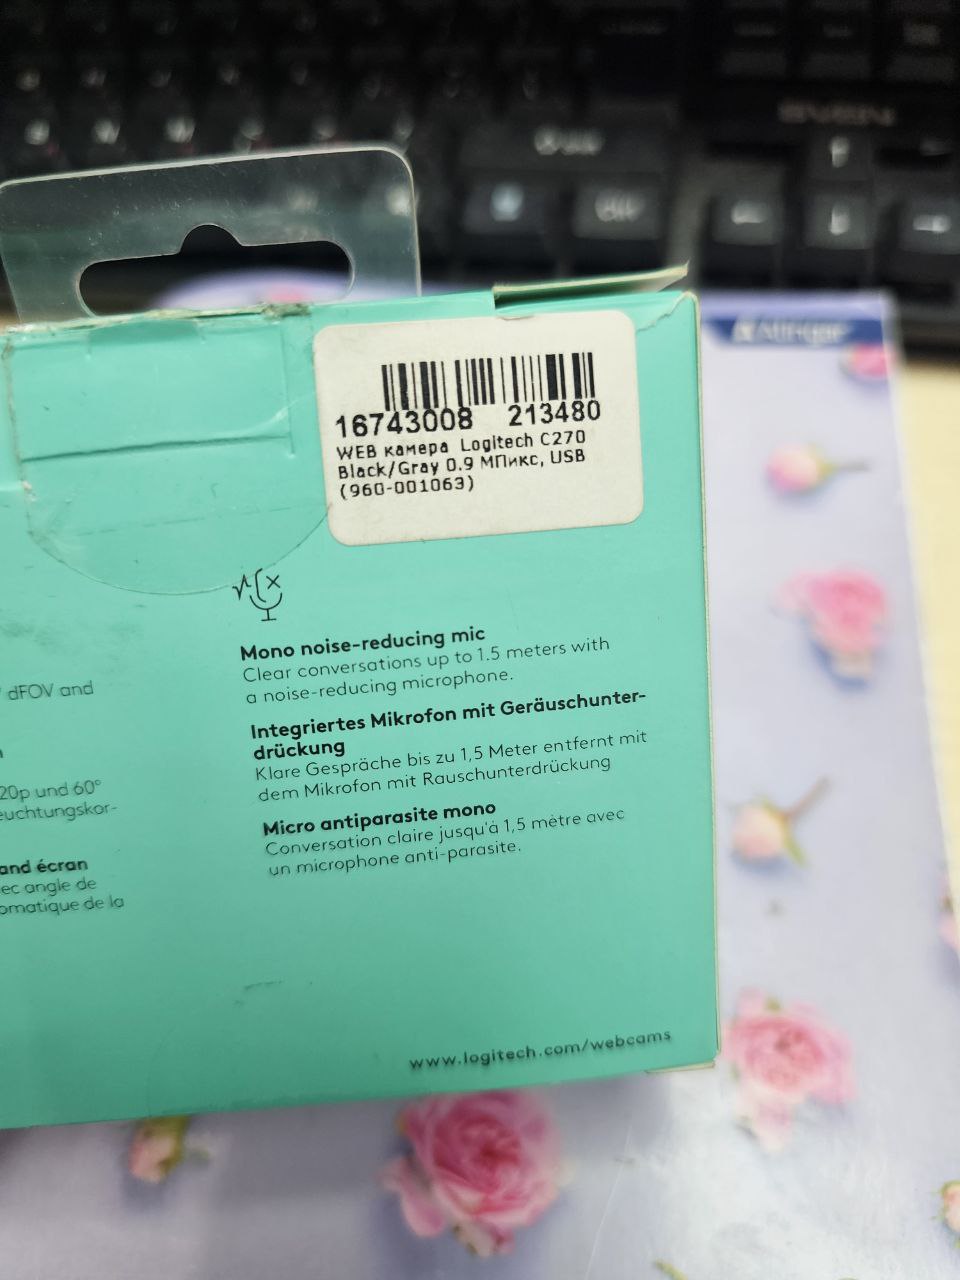 16743008 213480
WEB камера Logitech C270
Black/Gray 0.9 МПикс, USB
(960-001063)
dFOV and
20p und 60°
euchtungskor-
and écran
ec angle de
omatique de la
Mono noise-reducing mic
Clear conversations up to 1.5 meters with
a noise-reducing microphone.
Integriertes Mikrofon mit Geräuschunter-
drückung
Klare Gespräche bis zu 1,5 Meter entfernt mit
dem Mikrofon mit Rauschunterdrückung
Micro antiparasite mono
Conversation claire jusqu'à 1,5 mètre avec
un microphone anti-parasite.
www.logitech.com/webcams